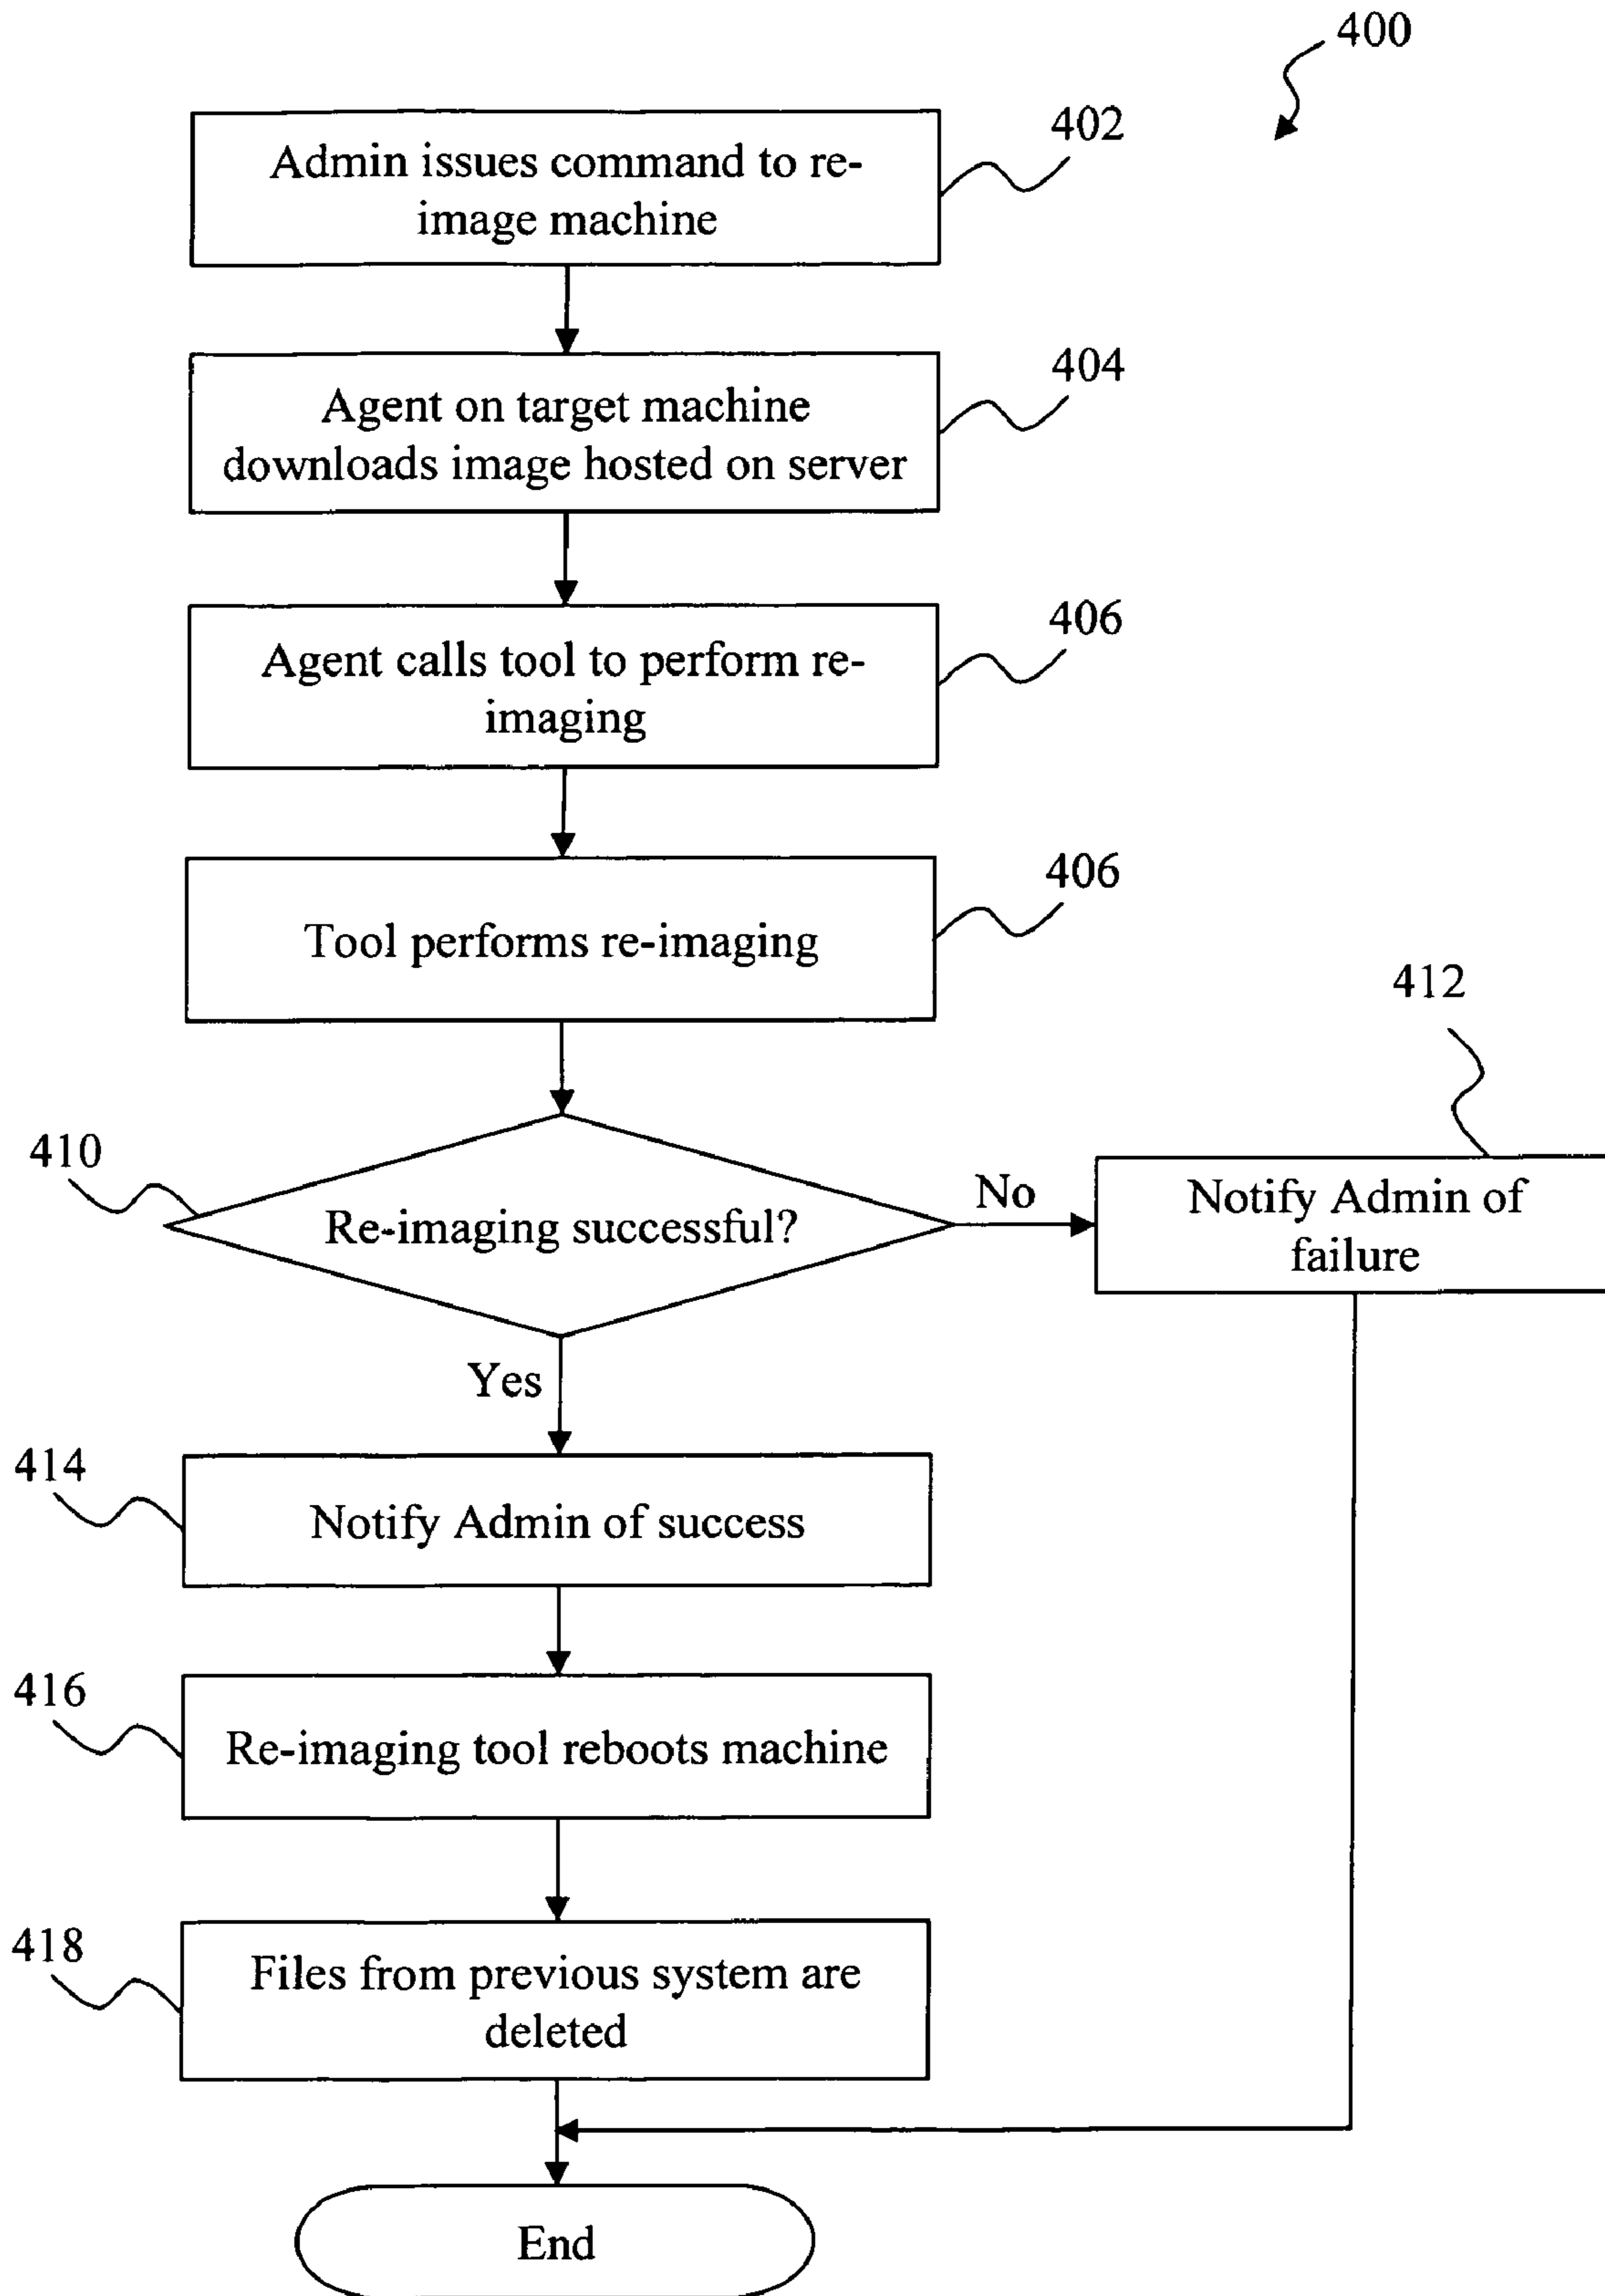 400
402
Admin issues command to re-
image machine
404
Agent on target machine
downloads image hosted on server
406
Agent calls tool to perform re-
imaging
406
Tool performs re-imaging
412
410
Re-imaging successful?
No
Notify Admin of
failure
Yes
414
Notify Admin of success
416
Re-imaging tool reboots machine
418
Files from previous system are
deleted
End